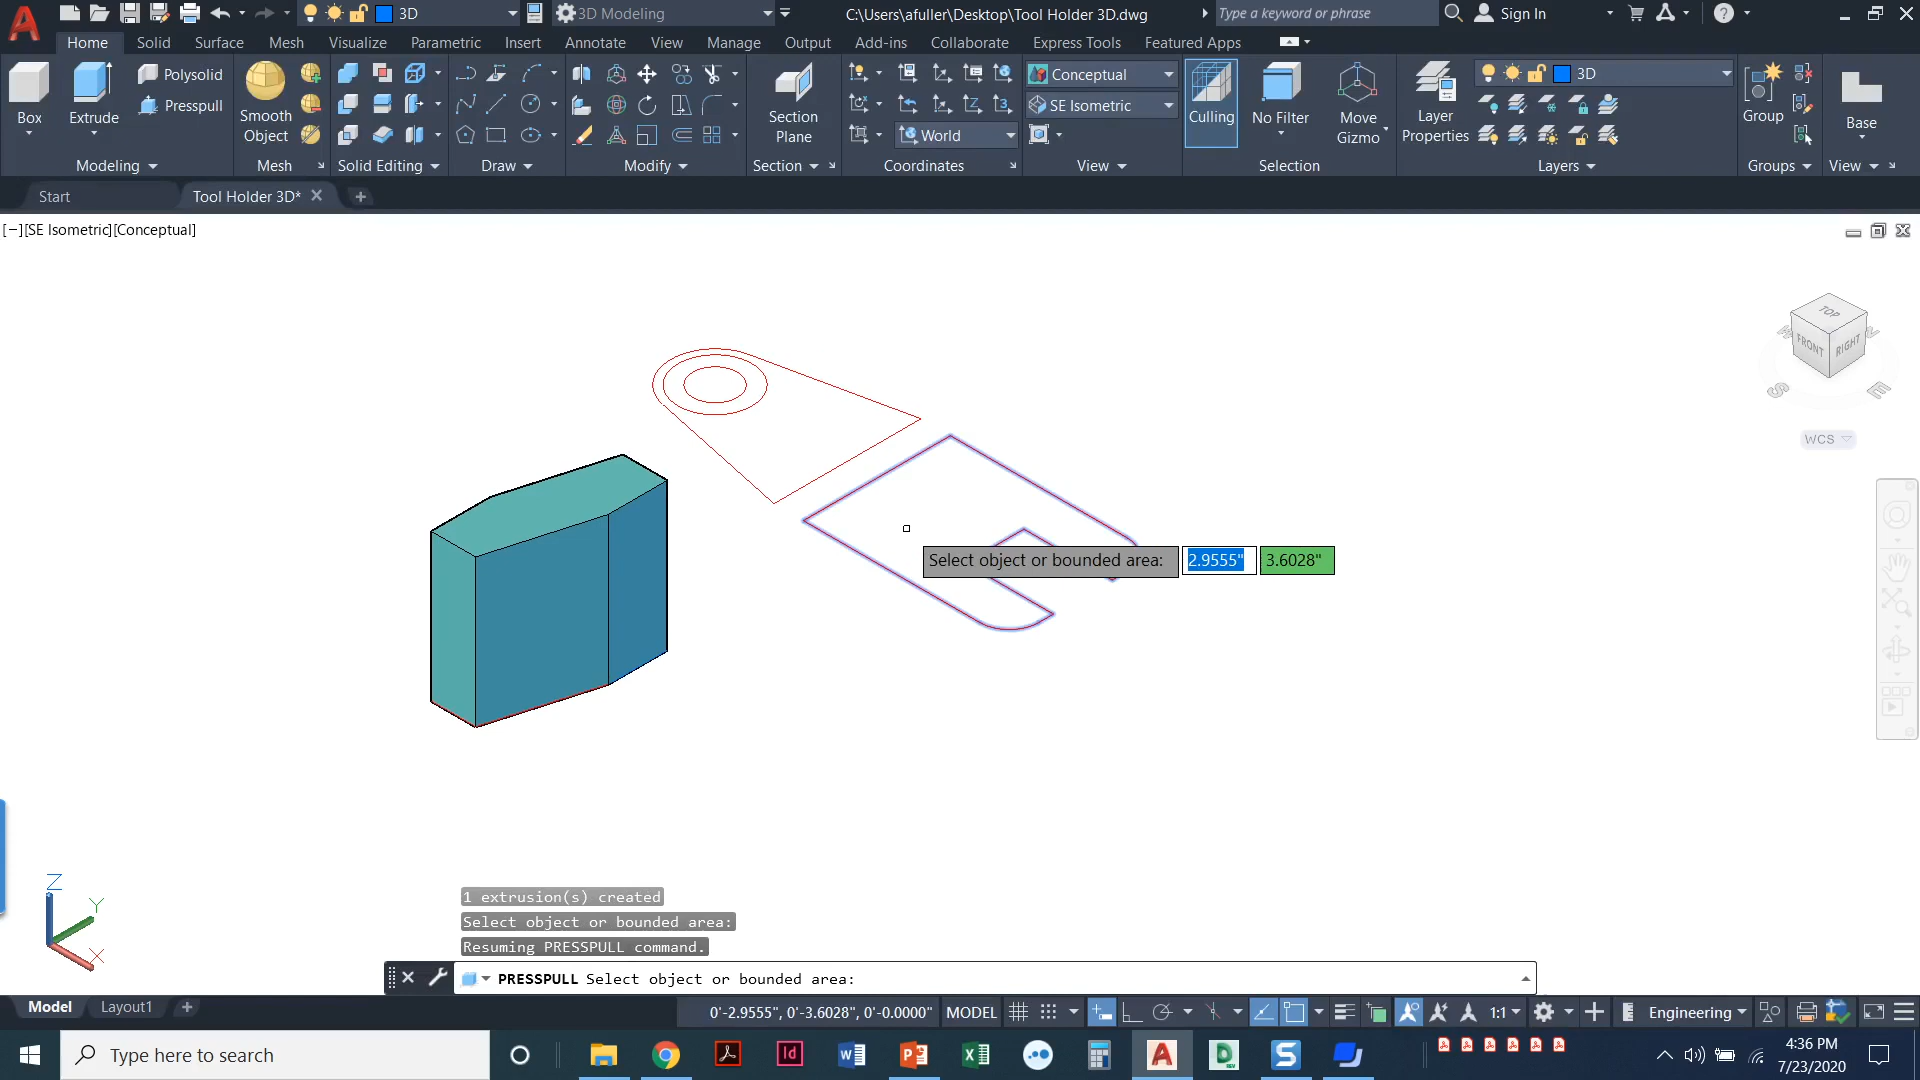 3D
3D Modeling
C:\Users\afuller\Desktop\Tool Holder 3D.dwg
Type a keyword or phrase
Sign In
Home
Solid
Surface
Mesh
Visualize
Parametric
Insert
Annotate
View
Manage
Output
Add-ins
Collaborate
Express Tools
Featured Apps
Box
Extrude
Polysolid
Presspull
Smooth
Object
Section
Plane
World
Conceptual
SE Isometric
Culling
No Filter
Move
Gizmo
Layer
Properties
3D
Group
Base
Modeling
Mesh
Solid Editing
Draw
Modify
Section
Coordinates
View
Selection
Layers
Groups
View
Start
Tool Holder 3D*
[−][SE Isometric][Conceptual]
TOP
FRONT
RIGHT
S
E
WCS
Select object or bounded area:
2.9555"
3.6028"
Z
Y
X
1 extrusion(s) created
Select object or bounded area:
Resuming PRESSPULL command.
PRESSPULL Select object or bounded area:
Model
Layout1
0'-2.9555", 0'-3.6028", 0'-0.0000"
MODEL
1:1
Engineering
Type here to search
4:36 PM
7/23/2020